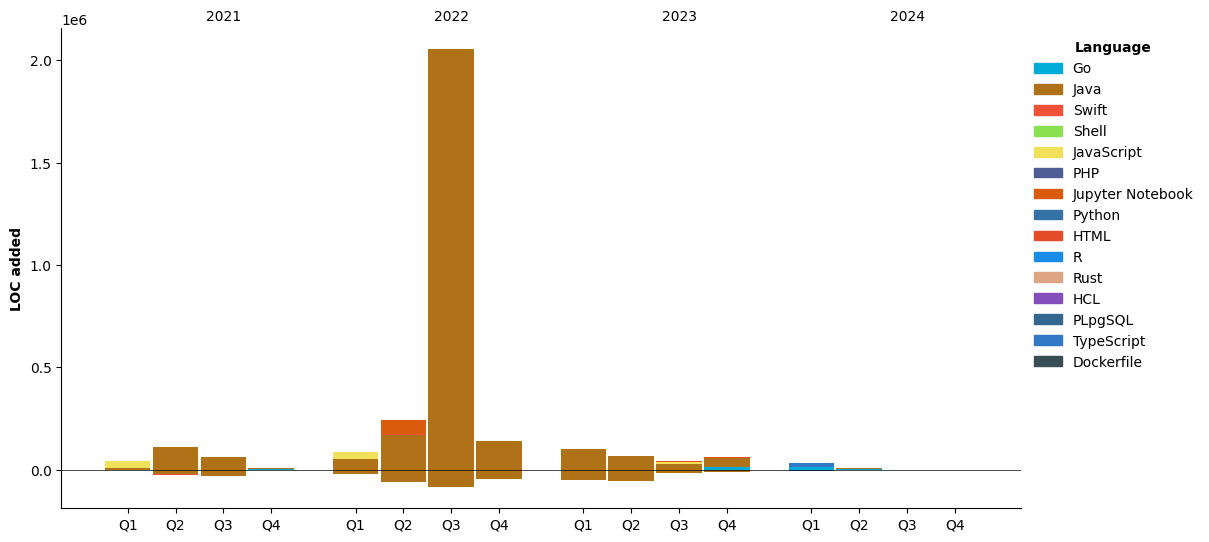 1e6
2021 2022 2023 2024
2.0
1.5
1.0
0.5
0.0
LOC added
Q1 Q2 Q3 Q4 Q1 Q2 Q3 Q4 Q1 Q2 Q3 Q4 Q1 Q2 Q3 Q4
Language
Go
Java
Swift
Shell
JavaScript
PHP
Jupyter Notebook
Python
HTML
R
Rust
HCL
PLpgSQL
TypeScript
Dockerfile